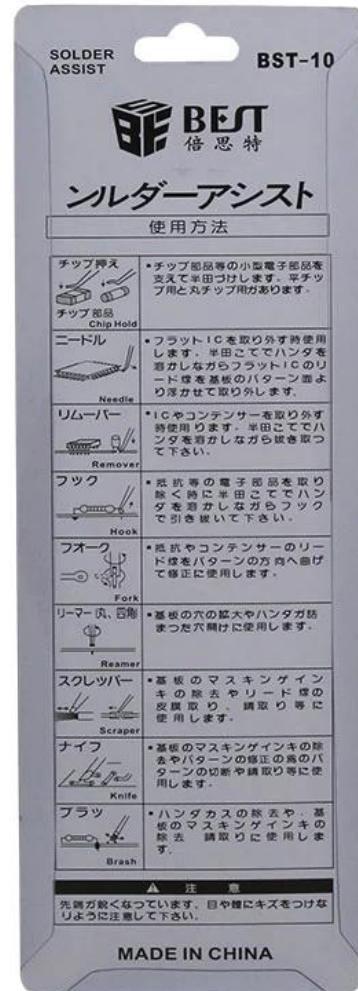 SOLDER
ASSIST
BST-10
BEST
倍思特
ンルダーアシスト
使用方法
チップ押え
チップ部品
Chip Hold
•チップ部品等の小型電子部品を
支えて半田づけします。平チッ
プ用と丸チップ用があります。
ニードル
Needle
•フラットICを取り外す時使用
します。半田こてでハンダを
溶かしながらフラットICのリ
ード線を基板のパターン面よ
り浮かせて取り外します。
リムーバー
Remover
•ICやコンデンサーを取り外す
時使用ります。半田こてでハ
ンダを溶かしながら抜き取つ
て下さい.
フック
Hook
•抵抗等の電子部品を取り
除く時に半田こてでハン
ダを溶かしながらフック
で引き抜いて下さい.
フオーク
Fork
•抵抗やコンテンサーのリー
ド線をパターンの方向へ曲げ
て修正に使用します.
リーマー(丸、四角)
Reamer
•基板の穴の拡大やハンダガ詰
まつた穴開けに使用します.
スクレッパー
Scraper
•基板のマスキンゲイン
キの除去やリード線の
皮膜取り、錆取り等に
使用します.
ナイフ
Knife
•基板のマスキンゲインキの除
去やパターンの修正の為のパ
ターンの切断や錆取り等に使
用します.
ブラッ
Brash
•ハンダカスの除去や、基
板のマスキンゲインキの
除去 錆取りに使用しま
す.
注意
先端ガ鋭くなつています、目や體にキズをつけな
りように注意して下さい.
MADE IN CHINA